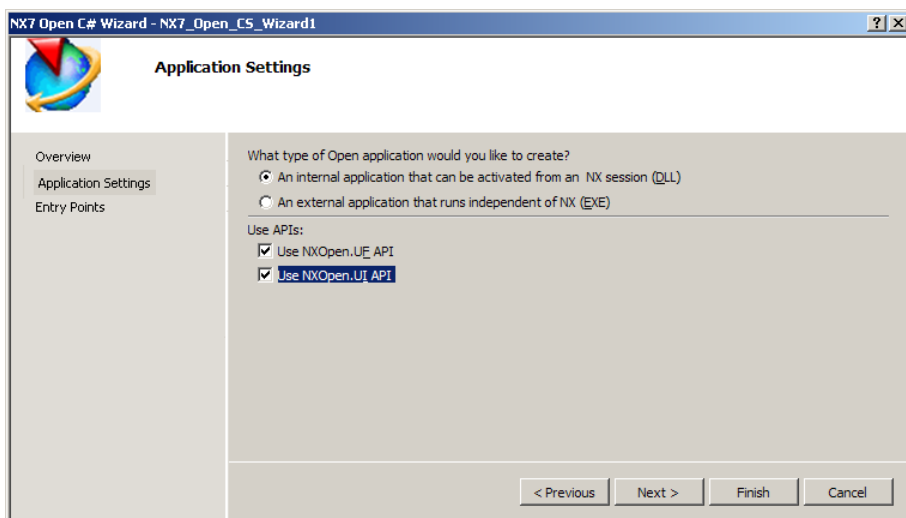 NX7 Open C# Wizard - NX7_Open_CS_Wizard1
Application Settings
Overview
Application Settings
Entry Points
What type of Open application would you like to create?
An internal application that can be activated from an NX session (DLL)
An external application that runs independent of NX (EXE)
Use APIs:
Use NXOpen.UF API
Use NXOpen.UI API
< Previous
Next >
Finish
Cancel